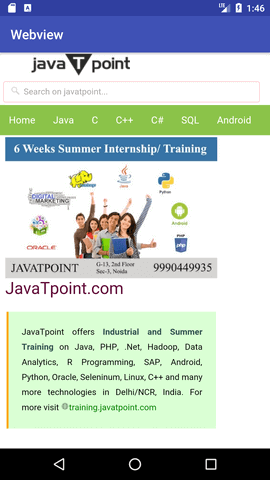 LTE 1:46
Webview
javaTpoint
Search on javatpoint...
Home Java C C++ C# SQL Android
6 Weeks Summer Internship/ Training
php Java Python
DIGITAL
MARKETING
Android
ORACLE
PHP
JAVATPOINT G-13, 2nd Floor
Sec-3, Noida 9990449935
JavaTpoint.com
JavaTpoint offers Industrial and Summer
Training on Java, PHP, .Net, Hadoop, Data
Analytics, R Programming, SAP, Android,
Python, Oracle, Seleninum, Linux, C++ and many
more technologies in Delhi/NCR, India. For
more visit training.javatpoint.com